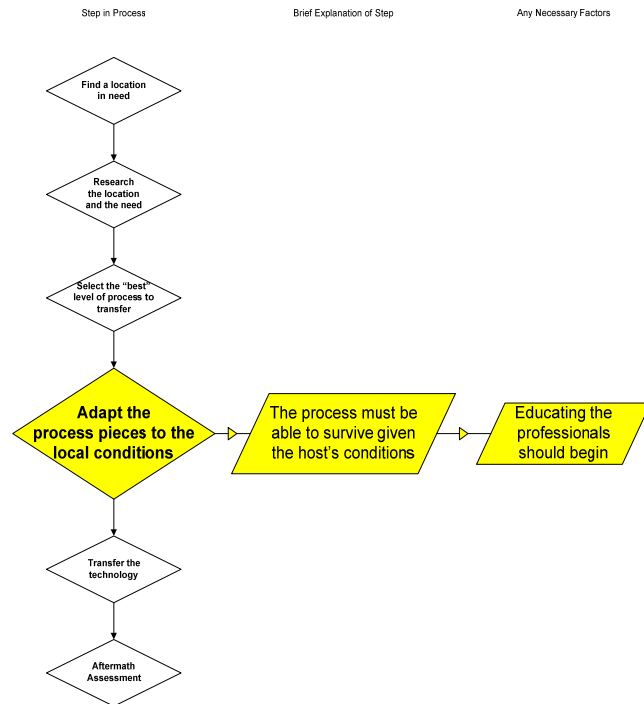 Step in Process
Brief Explanation of Step
Any Necessary Factors
Find a location
in need
Research
the location
and the need
Select the “best”
level of process to
transfer
Adapt the
process pieces to the
local conditions
The process must be
able to survive given
the host’s conditions
Educating the
professionals
should begin
Transfer the
technology
Aftermath
Assessment